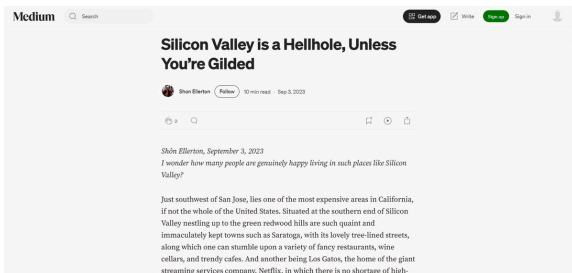 Medium
Search
Get app
Write
Sign up
Sign in
Silicon Valley is a Hellhole, Unless
You're Gilded
Shon Ellerton
Follow
10 min read · Sep 3, 2023
2
Shôn Ellerton, September 3, 2023
I wonder how many people are genuinely happy living in such places like Silicon
Valley?
Just southwest of San Jose, lies one of the most expensive areas in California,
if not the whole of the United States. Situated at the southern end of Silicon
Valley nestling up to the green redwood hills are such quaint and
immaculately kept towns such as Saratoga, with its lovely tree-lined streets,
along which one can stumble upon a variety of fancy restaurants, wine
cellars, and trendy cafes. And another being Los Gatos, the home of the giant
streaming services company, Netflix, in which there is no shortage of high-